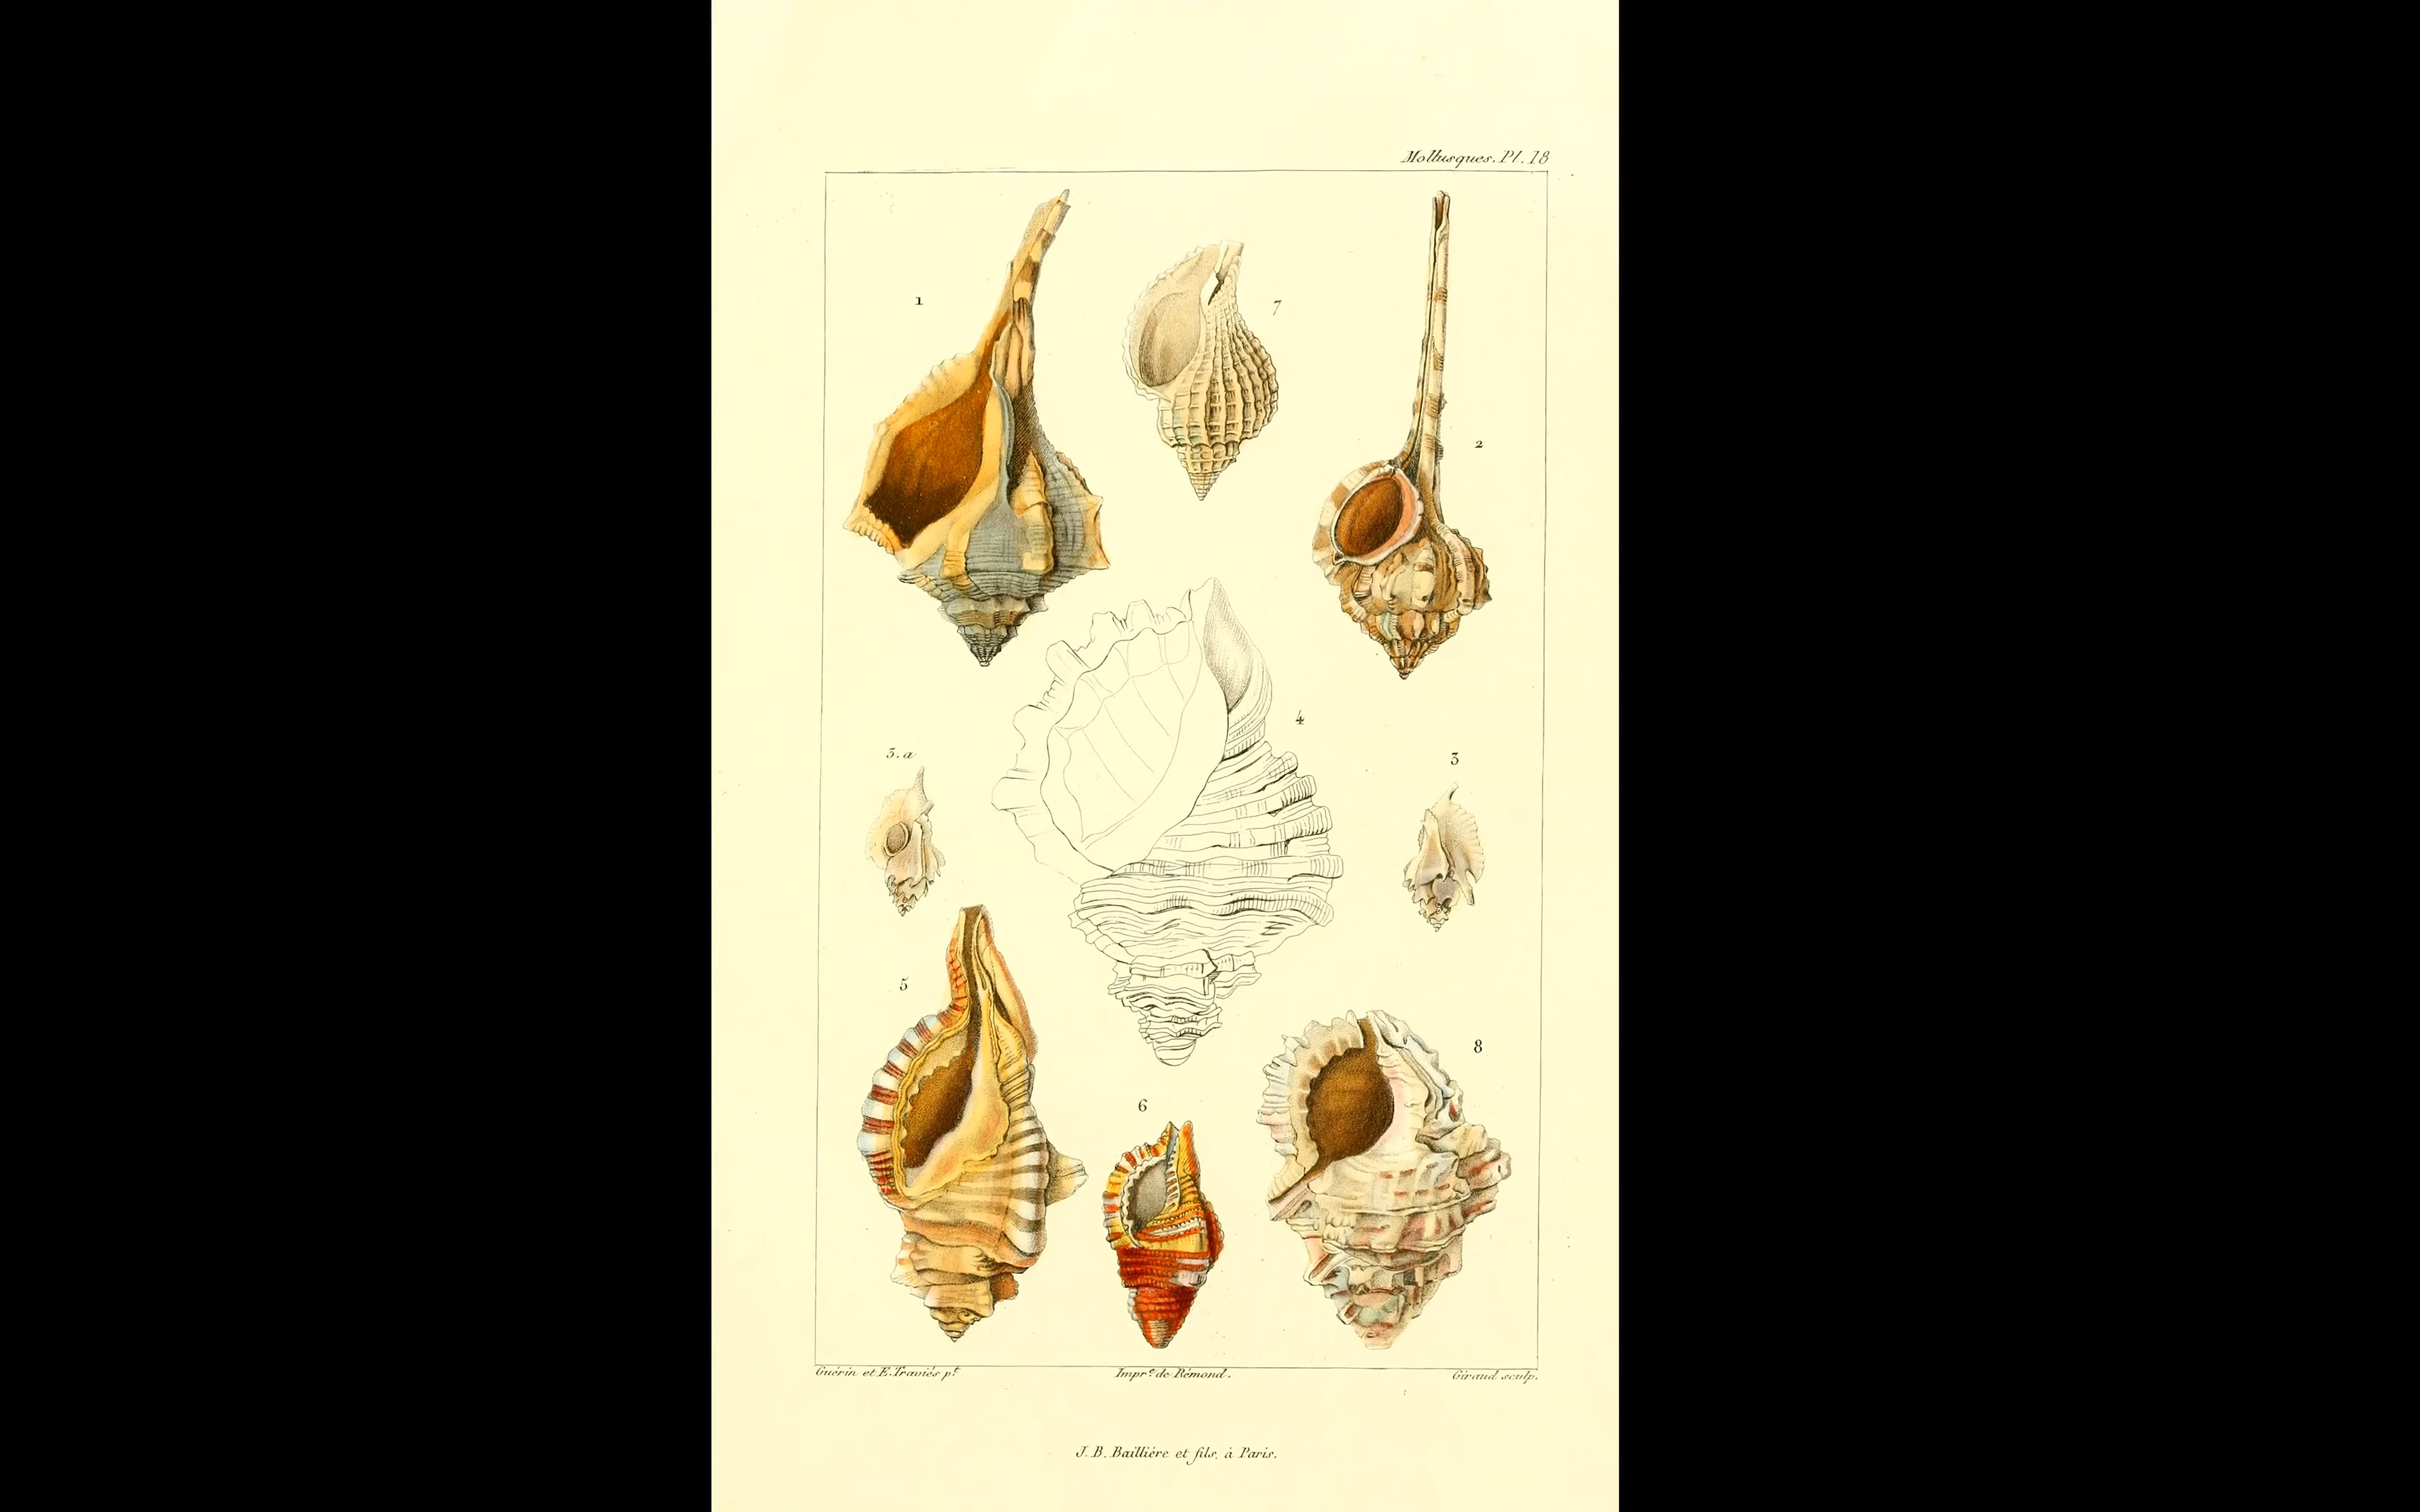 Mollusques. Pl. 18
1
7
2
4
3.a
3
5
8
6
Guérin et E. Traviés p.t
Impr.e de Rémond.
Giraud sculp.
J. B. Baillière et fils, à Paris.